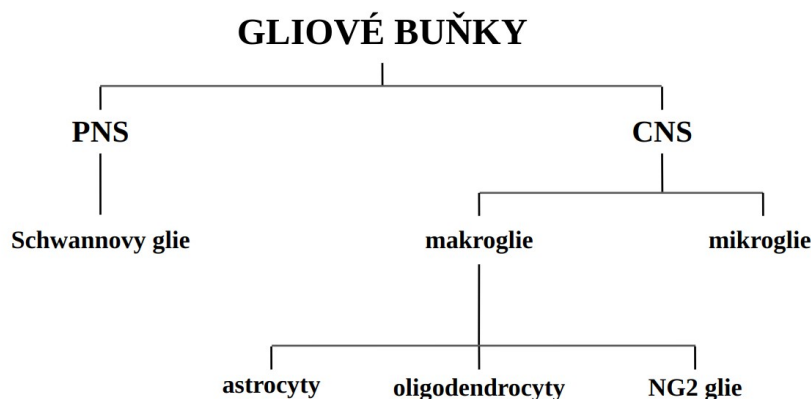 GLIOVÉ BUŇKY
PNS
CNS
Schwannovy glie
makroglie
mikroglie
astrocyty
oligodendrocyty
NG2 glie